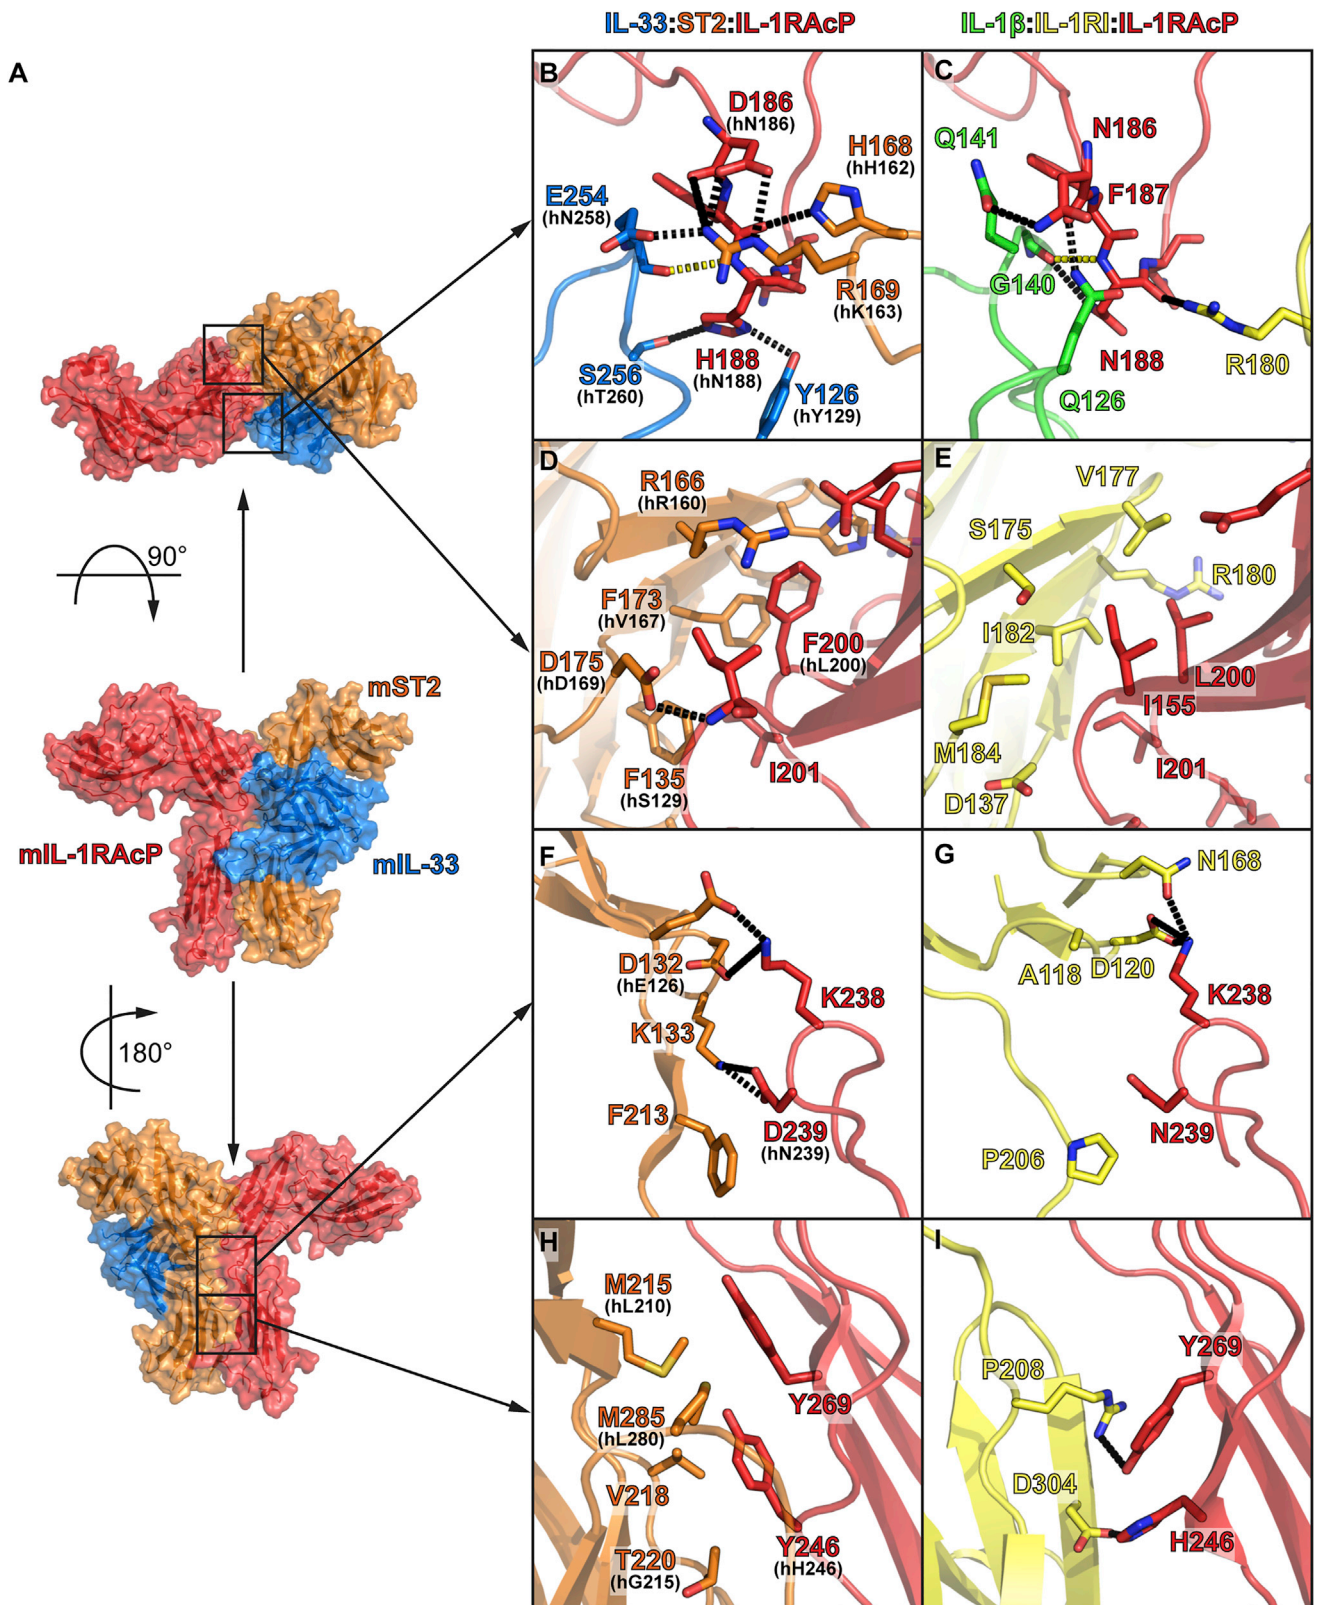 IL-33:ST2:IL-1RAcP
IL-1β:IL-1RI:IL-1RAcP
A
90°
mST2
mIL-1RAcP
mIL-33
180°
B
D186
(hN186)
H168
(hH162)
E254
(hN258)
R169
(hK163)
S256
(hT260)
H188
(hN188)
Y126
(hY129)
C
Q141
N186
F187
G140
N188
R180
Q126
D
R166
(hR160)
F173
(hV167)
F200
(hL200)
D175
(hD169)
F135
(hS129)
I201
E
V177
S175
R180
I182
L200
I155
M184
I201
D137
F
D132
(hE126)
K238
K133
F213
D239
(hN239)
G
N168
A118
D120
K238
N239
P206
H
M215
(hL210)
Y269
M285
(hL280)
V218
Y246
(hH246)
T220
(hG215)
I
Y269
P208
D304
H246